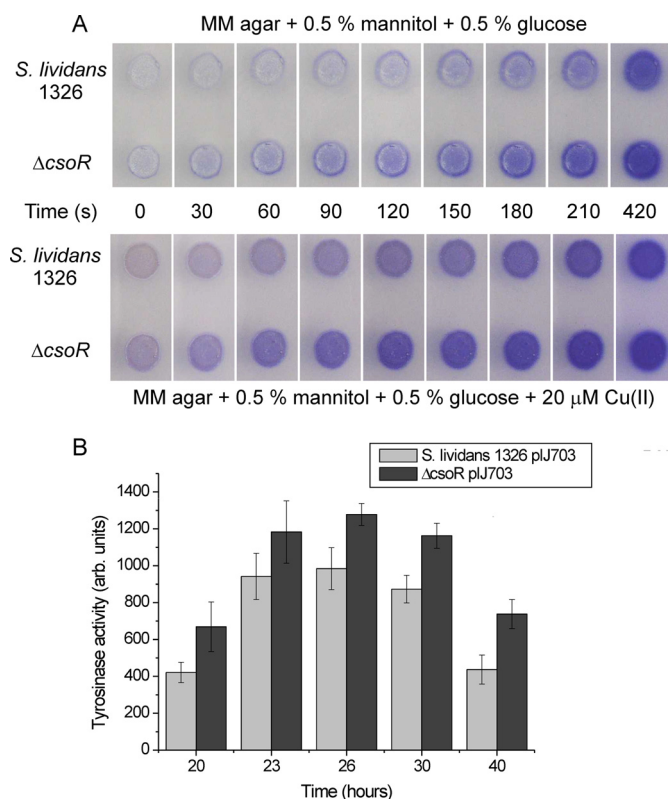 A
MM agar + 0.5 % mannitol + 0.5 % glucose
S. lividans
1326
ΔcsoR
Time (s) 0 30 60 90 120 150 180 210 420
S. lividans
1326
ΔcsoR
MM agar + 0.5 % mannitol + 0.5 % glucose + 20 μM Cu(II)
B
S. lividans 1326 pIJ703
ΔcsoR pIJ703
Tyrosinase activity (arb. units)
1400
1200
1000
800
600
400
200
0
20 23 26 30 40
Time (hours)